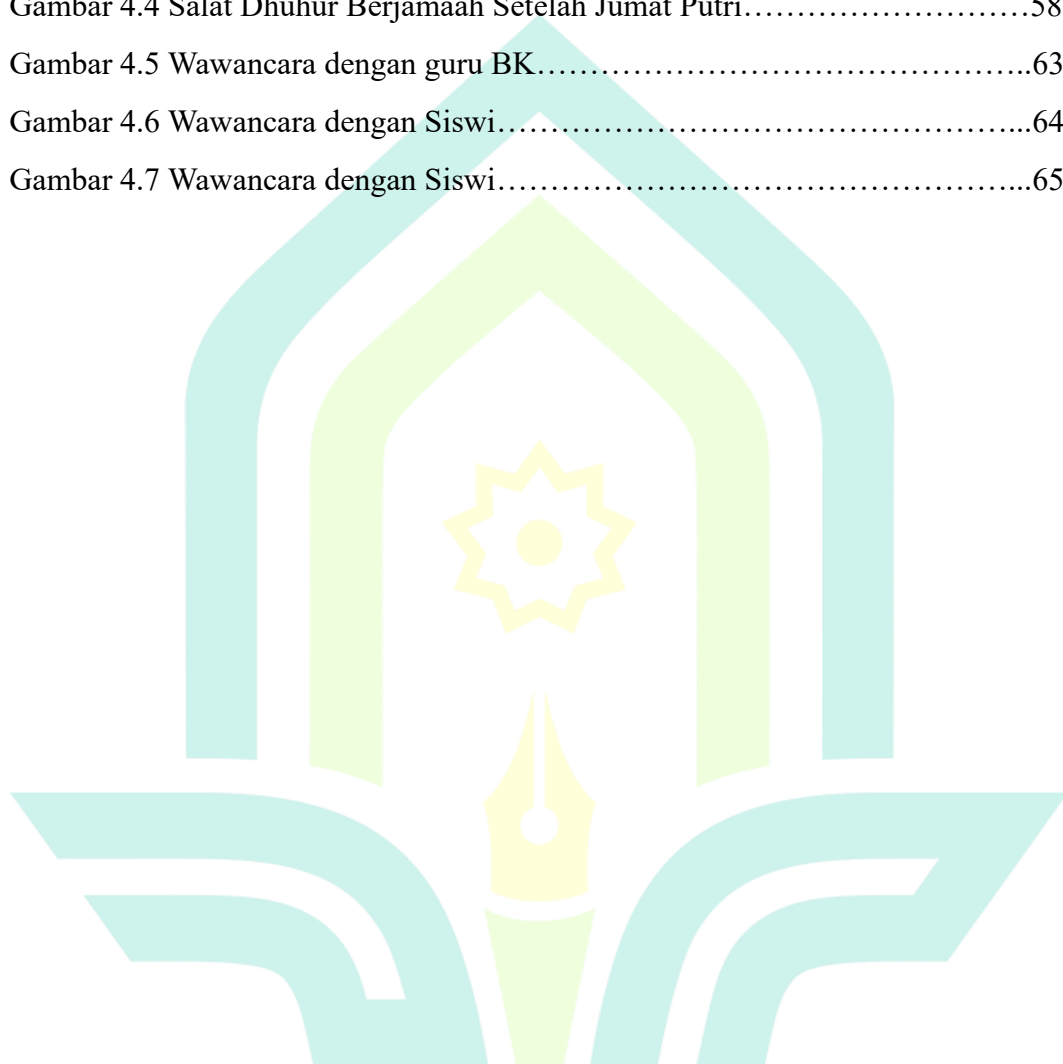 Gambar 4.4 Salat Dhuhur Berjamaah Setelah Jumat Putri………………………58
Gambar 4.5 Wawancara dengan guru BK………………………………………..63
Gambar 4.6 Wawancara dengan Siswi…………………………………………...64
Gambar 4.7 Wawancara dengan Siswi…………………………………………...65